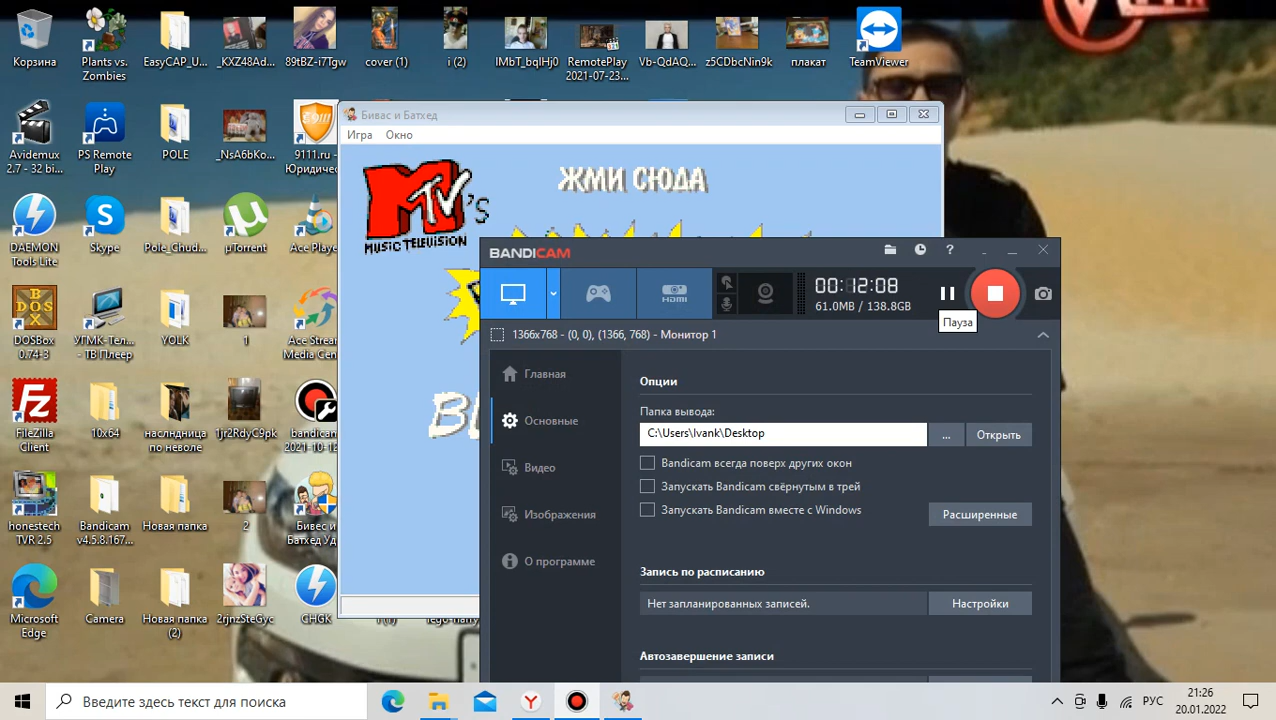 Корзина
Plants vs.
Zombies
EasyCAP_U...
_KXZ48Ad...
89tBZ-i7Tgw
cover (1)
i (2)
IMbT_bqIHj0
RemotePlay
2021-07-23...
Vb-QdAQ...
z5CDbcNin9k
плакат
TeamViewer
Avidemux
2.7 - 32 bi...
PS Remote
Play
POLE
_NsA6bKo...
9111.ru -
Юридиче...
DAEMON
Tools Lite
Skype
Pole_Chud...
µTorrent
Ace Player
DOSBox
0.74-3
УГМК-Тел...
- ТВ Плеер
YOLK
1
Ace Stream
Media Cen...
FileZilla
Client
10x64
наслндница
по неволе
1jr2RdyC9pk
bandicam
honestech
TVR 2.5
Bandicam
v4.5.8.167...
Новая папка
2
Бивес и
Microsoft
Edge
Camera
Новая папка
(2)
2rjnzSteGyc
CHGK
Бивас и Батхед
Игра
Окно
MTV's
MUSIC TELEVISION
ЖМИ СЮДА
BANDICAM
HDMI
00:12:08
61.0MB / 138.8GB
Пауза
1366x768 - (0, 0), (1366, 768) - Монитор 1
Главная
Основные
Видео
Изображения
О программе
Опции
Папка вывода:
C:\Users\Ivank\Desktop
...
Открыть
Bandicam всегда поверх других окон
Запускать Bandicam свёрнутым в трей
Запускать Bandicam вместе с Windows
Расширенные
Запись по расписанию
Нет запланированных записей.
Настройки
Автозавершение записи
Введите здесь текст для поиска
РУС
21:26
20.01.2022